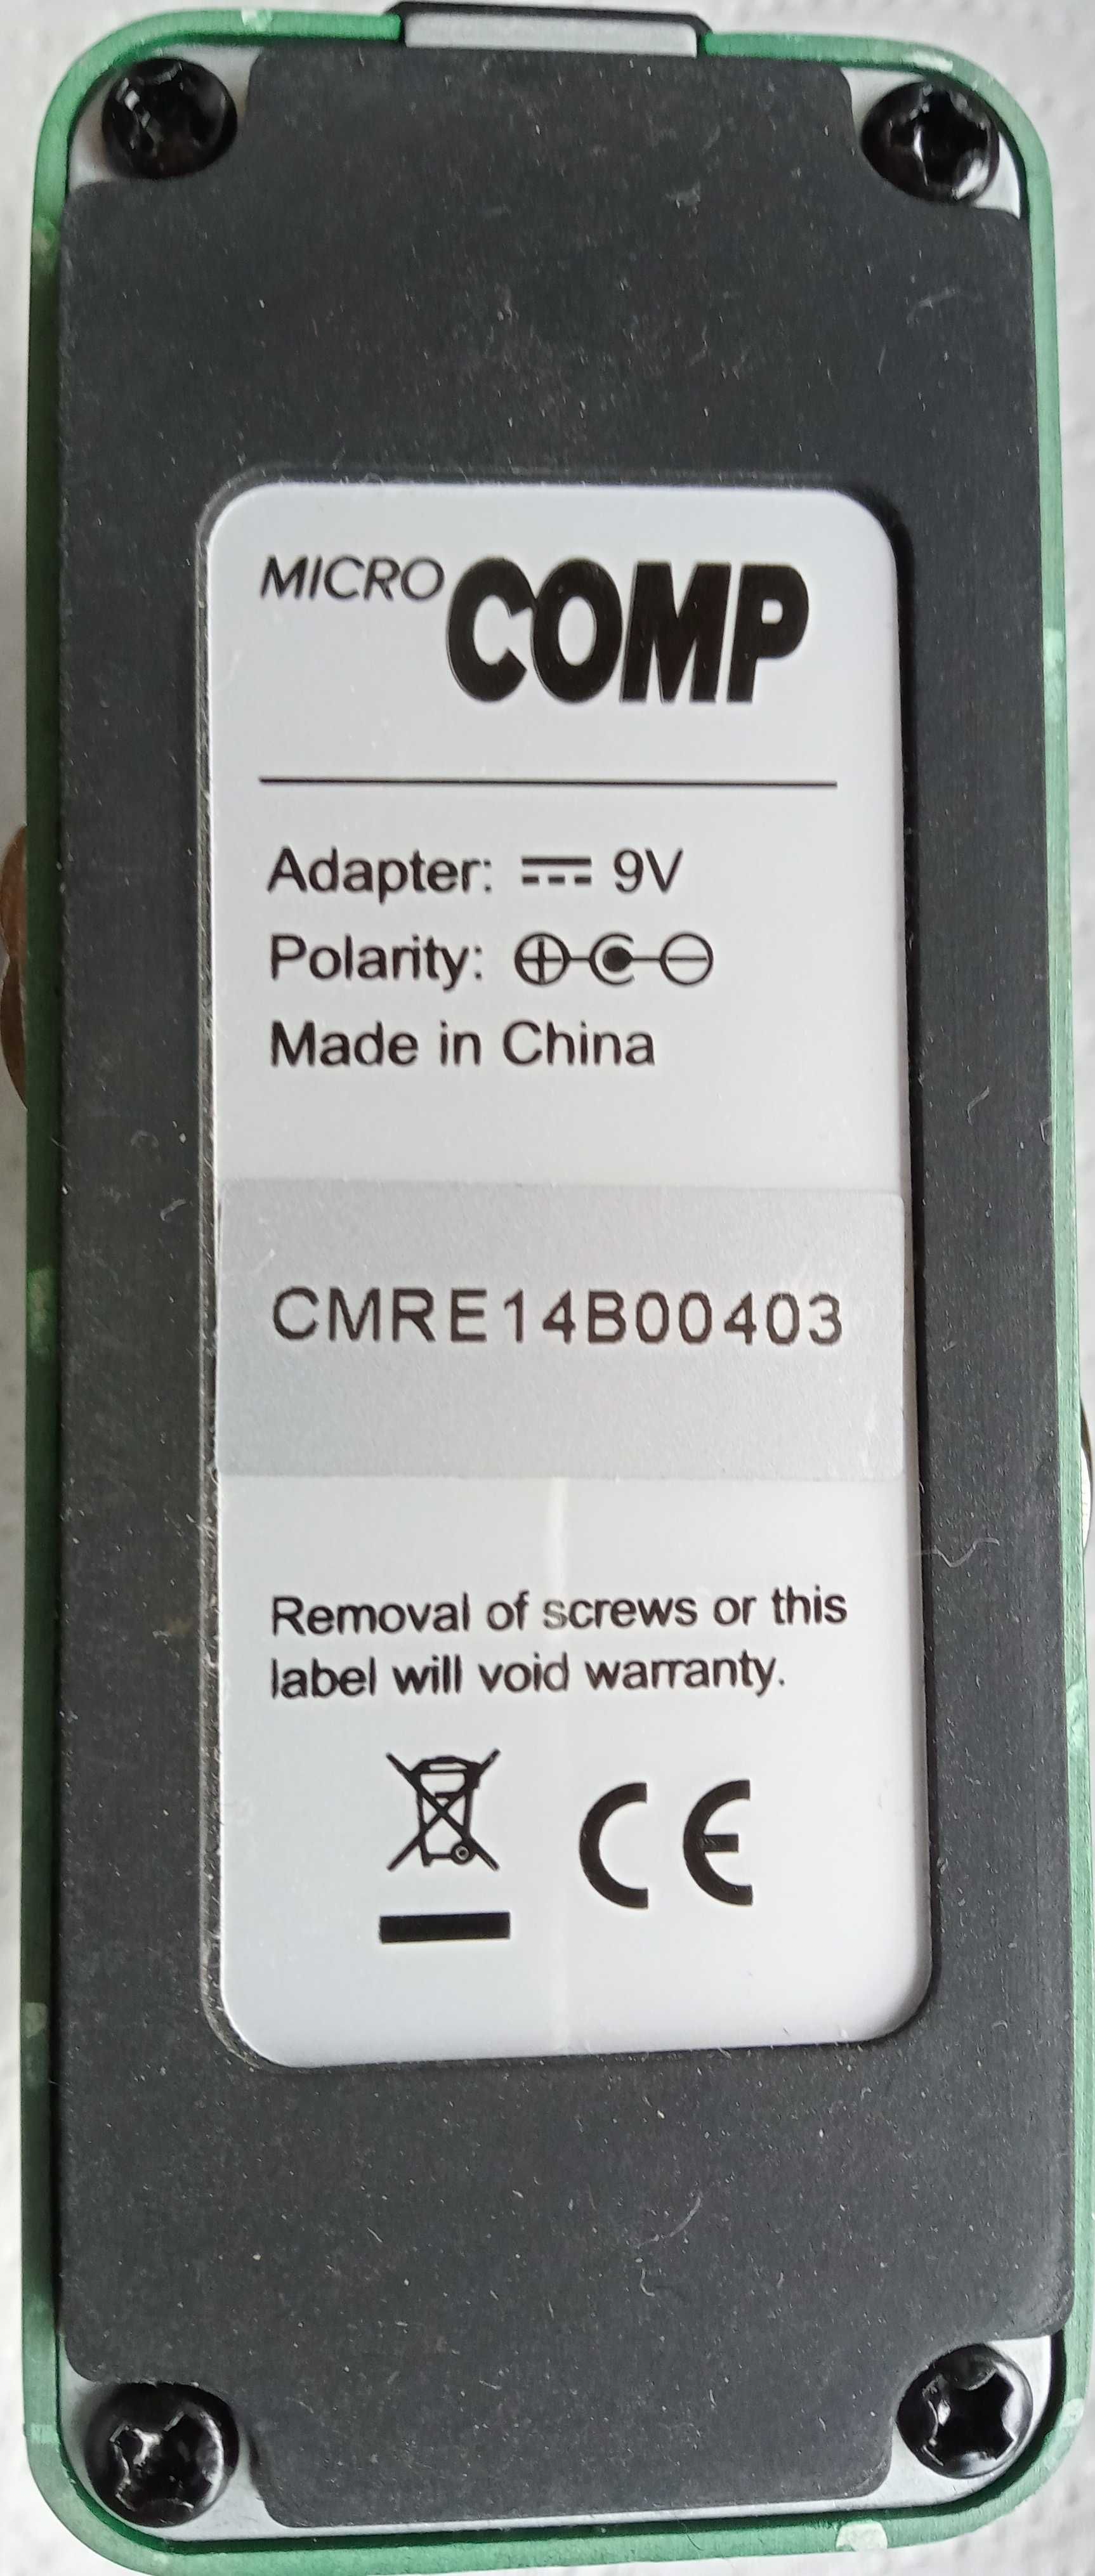 MICRO COMP
Adapter: ⎓ 9V
Polarity:
Made in China
CMRE14B00403
Removal of screws or this
label will void warranty.
CE